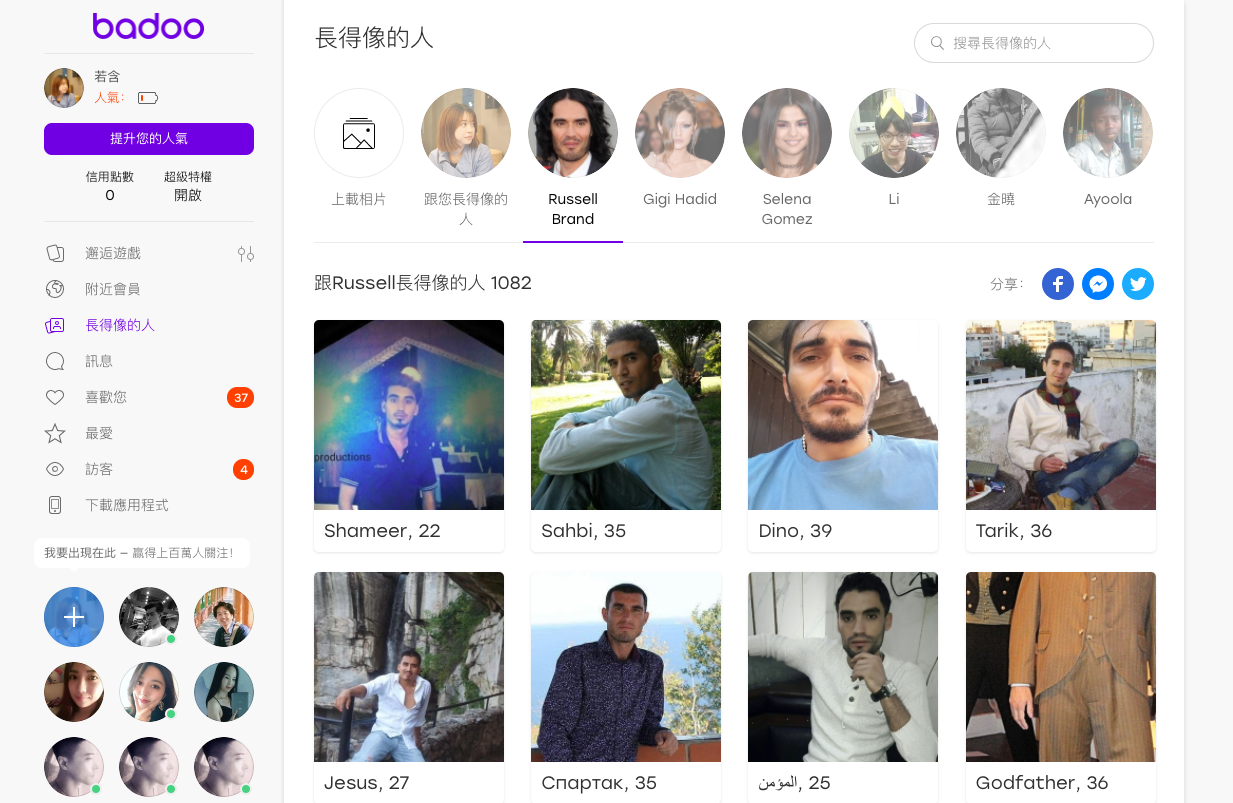 badoo
若含
人氣：
提升您的人氣
信用點數
0
超級特權
開啟
邂逅遊戲
附近會員
長得像的人
訊息
喜歡您
37
最愛
訪客
4
下載應用程式
我要出現在此 — 贏得上百萬人關注！
長得像的人
搜尋長得像的人
上載相片
跟您長得像的
人
Russell
Brand
Gigi Hadid
Selena
Gomez
Li
金曉
Ayoola
跟Russell長得像的人 1082
分享：
productions
Shameer, 22
Sahbi, 35
Dino, 39
Tarik, 36
Jesus, 27
Спартак, 35
المؤمن, 25
Godfather, 36